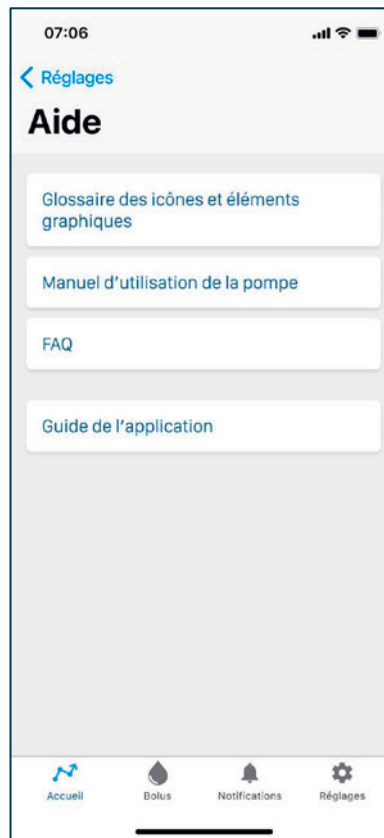 07:06
Réglages
Aide
Glossaire des icônes et éléments
graphiques
Manuel d'utilisation de la pompe
FAQ
Guide de l'application
Accueil
Bolus
Notifications
Réglages